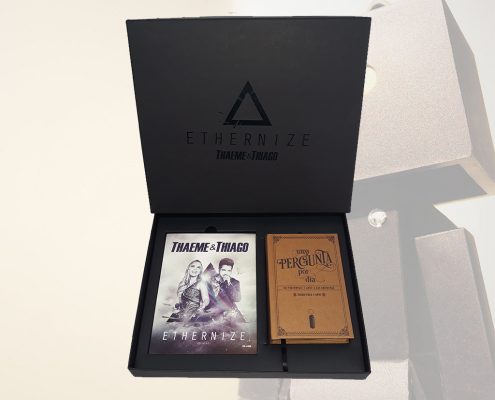 ETHERNIZE
THAEME & THIAGO
THAEME & THIAGO
ETHERNIZE
uma
PERGUNTA
por
dia